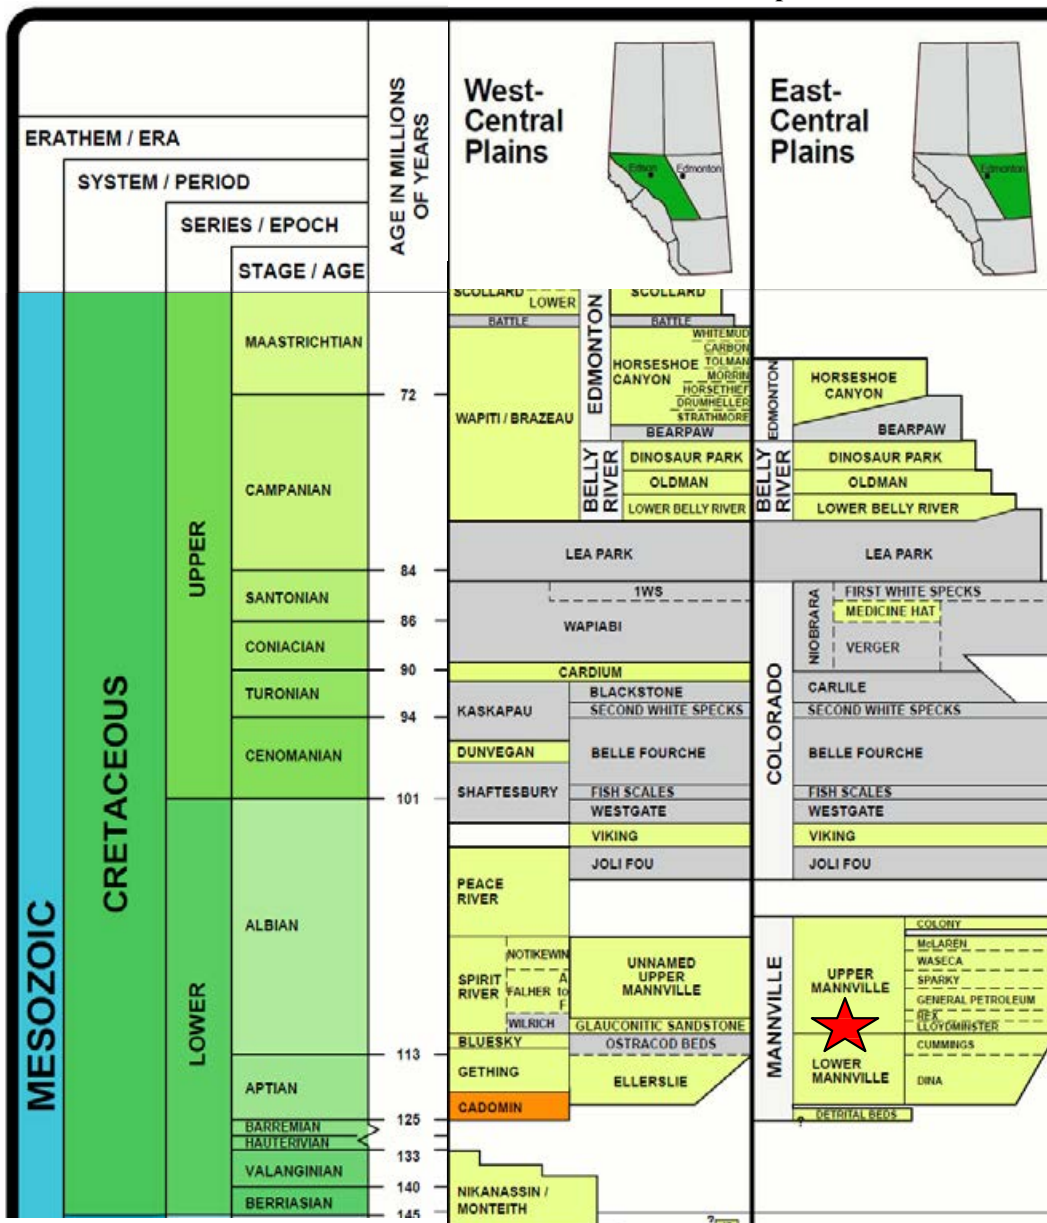 West-
Central
Plains
Edson
Edmonton
East-
Central
Plains
Edmonton
ERATHEM / ERA
SYSTEM / PERIOD
SERIES / EPOCH
STAGE / AGE
AGE IN MILLIONS
OF YEARS
MESOZOIC
CRETACEOUS
UPPER
LOWER
MAASTRICHTIAN
CAMPANIAN
SANTONIAN
CONIACIAN
TURONIAN
CENOMANIAN
ALBIAN
APTIAN
BARREMIAN
HAUTERIVIAN
VALANGINIAN
BERRIASIAN
72
84
86
90
94
101
113
125
133
140
145
SCOLLARD
LOWER
BATTLE
WAPITI / BRAZEAU
EDMONTON
SCOLLARD
BATTLE
HORSESHOE
CANYON
WHITEMUD
CARBON
TOLMAN
MORRIN
HORSETHIEF
DRUMHELLER
STRATHMORE
BEARPAW
BELLY
RIVER
DINOSAUR PARK
OLDMAN
LOWER BELLY RIVER
LEA PARK
1WS
WAPIABI
CARDIUM
KASKAPAU
DUNVEGAN
SHAFTESBURY
BLACKSTONE
SECOND WHITE SPECKS
BELLE FOURCHE
FISH SCALES
WESTGATE
VIKING
JOLI FOU
PEACE
RIVER
SPIRIT
RIVER
NOTIKEWIN
FALHER
A
to
F
WILRICH
UNNAMED
UPPER
MANNVILLE
GLAUCONITIC SANDSTONE
BLUESKY
OSTRACOD BEDS
GETHING
ELLERSLIE
CADOMIN
NIKANASSIN /
MONTEITH
?
EDMONTON
HORSESHOE
CANYON
BEARPAW
BELLY
RIVER
DINOSAUR PARK
OLDMAN
LOWER BELLY RIVER
LEA PARK
COLORADO
NIOBRARA
FIRST WHITE SPECKS
MEDICINE HAT
VERGER
CARLILE
SECOND WHITE SPECKS
BELLE FOURCHE
FISH SCALES
WESTGATE
VIKING
JOLI FOU
MANNVILLE
UPPER
MANNVILLE
COLONY
McLAREN
WASECA
SPARKY
GENERAL PETROLEUM
REX
LLOYDMINSTER
LOWER
MANNVILLE
CUMMINGS
DINA
DETRITAL BEDS
?